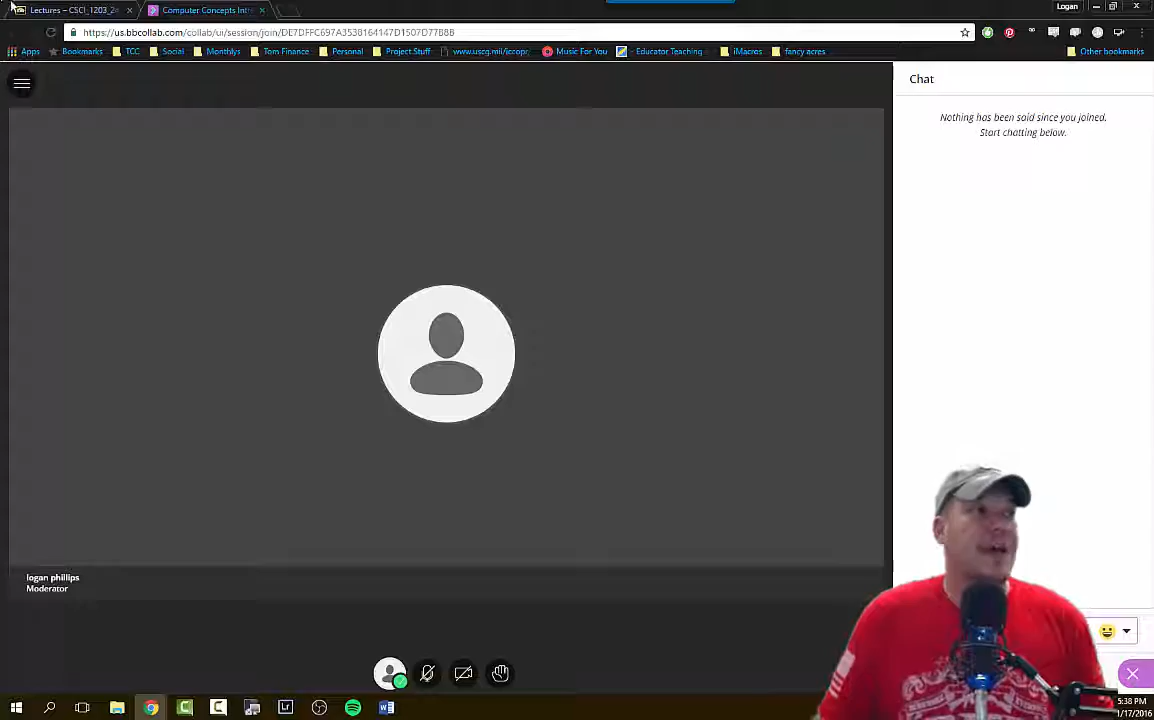 Lectures – CSCI_1203_2
Computer Concepts Int
Logan
https://us.bbcollab.com/collab/ui/session/join/DE7DFFC697A3538164147D1507D77B8B
Apps
Bookmarks
TCC
Social
Monthlys
Tom Finance
Personal
Project Stuff
www.uscg.mil/iccopr
Music For You
- Educator Teaching
iMacros
fancy acres
Other bookmarks
Chat
Nothing has been said since you joined.
Start chatting below.
logan phillips
Moderator
5:38 PM
/17/2016